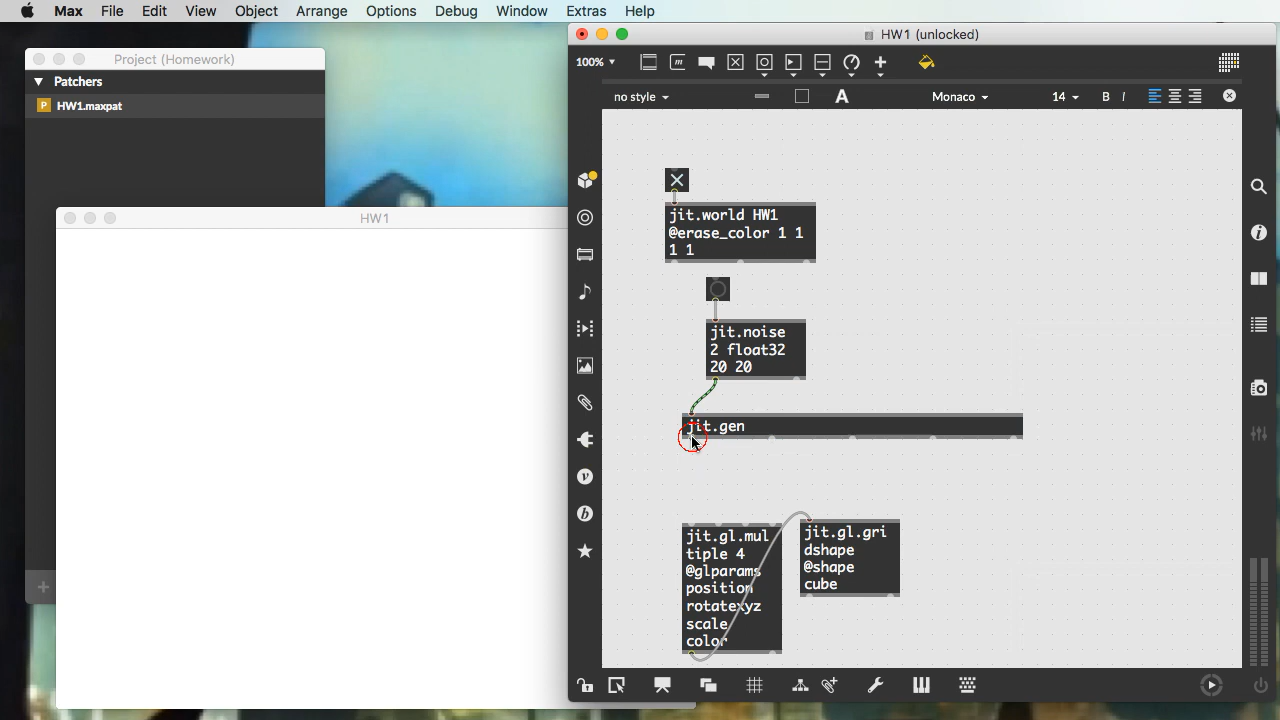 Max File Edit View Object Arrange Options Debug Window Extras Help
Project (Homework)
Patchers
P HW1.maxpat
HW1
HW1 (unlocked)
100%
m
no style
A
Monaco
14
B I
jit.world HW1
@erase_color 1 1
1 1
jit.noise
2 float32
20 20
jit.gen
jit.gl.mul
tiple 4
@glparams
position
rotatexyz
scale
color
jit.gl.gri
dshape
@shape
cube